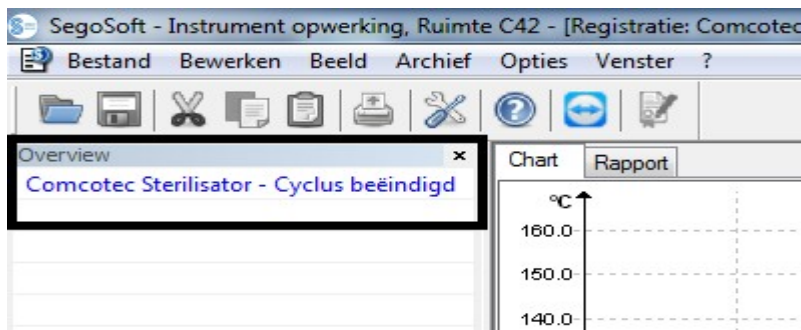 SegoSoft - Instrument opwerking, Ruimte C42 - [Registratie: Comcotec
Bestand Bewerken Beeld Archief Opties Venster ?
Overview x
Comcotec Sterilisator - Cyclus beëindigd
Chart Rapport
°C
160.0
150.0
140.0